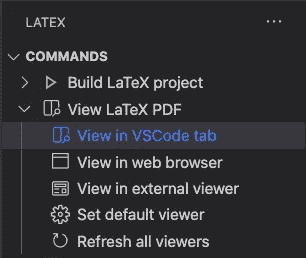 LATEX
COMMANDS
Build LaTeX project
View LaTeX PDF
View in VSCode tab
View in web browser
View in external viewer
Set default viewer
Refresh all viewers